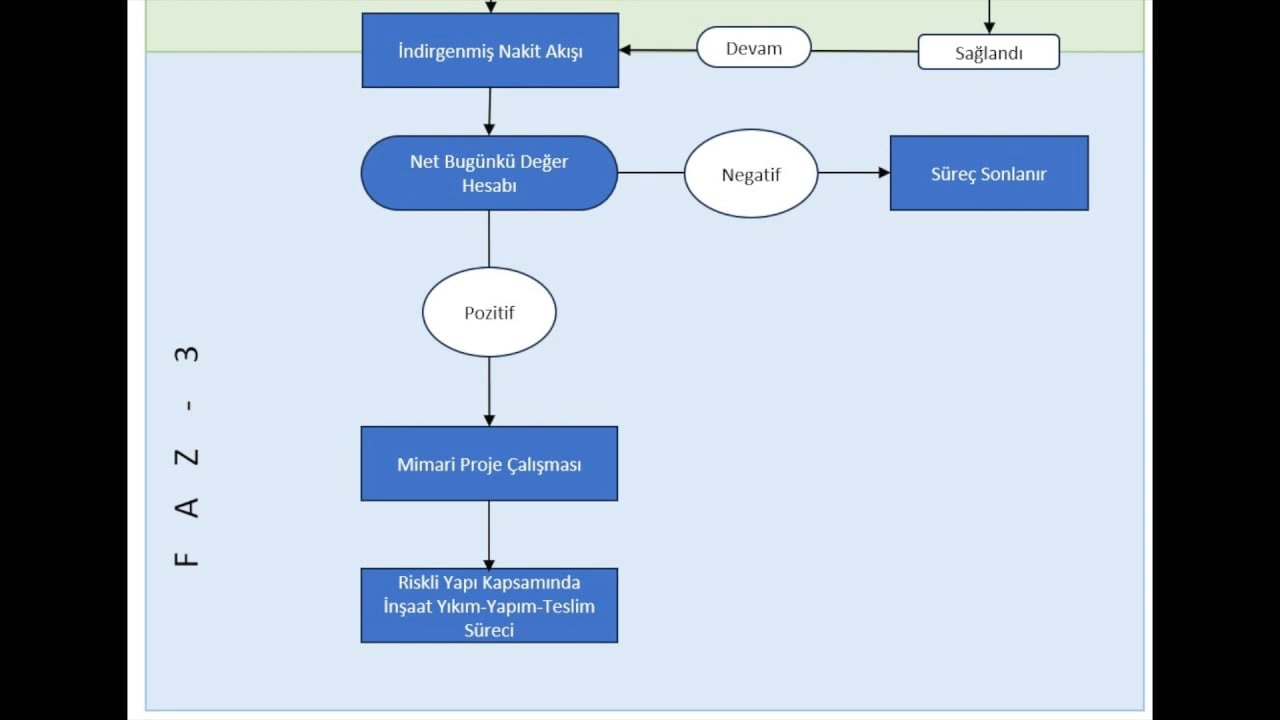 İndirgenmiş Nakit Akışı
Devam
Sağlandı
Net Bugünkü Değer
Hesabı
Negatif
Süreç Sonlanır
Pozitif
FAZ-3
Mimari Proje Çalışması
Riskli Yapı Kapsamında
İnşaat Yıkım-Yapım-Teslim
Süreci